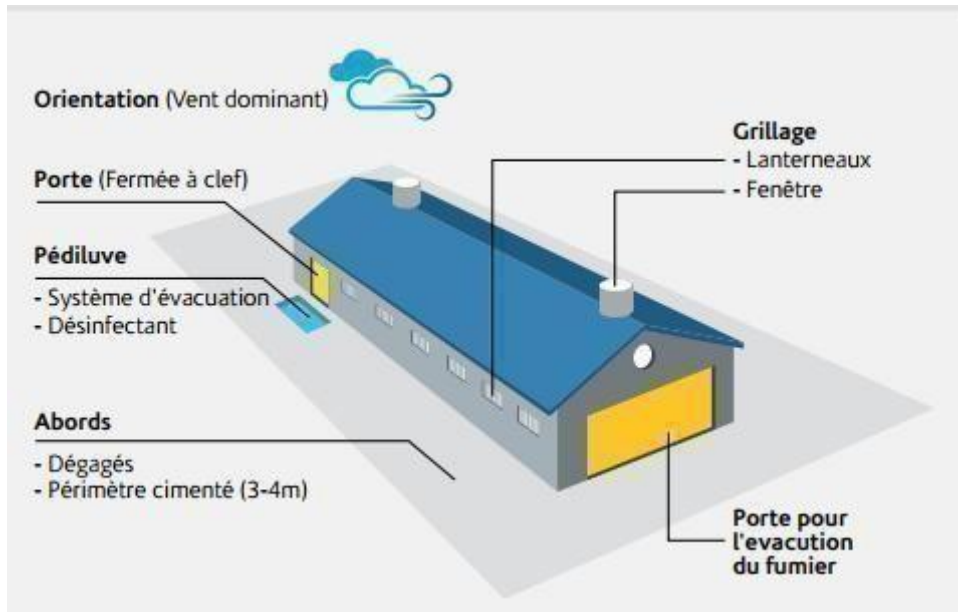 Orientation (Vent dominant)
Porte (Fermée à clef)
Pédiluve
- Système d'évacuation
- Désinfectant
Abords
- Dégagés
- Périmètre cimenté (3-4m)
Grillage
- Lanterneaux
- Fenêtre
Porte pour
l'evacution
du fumier